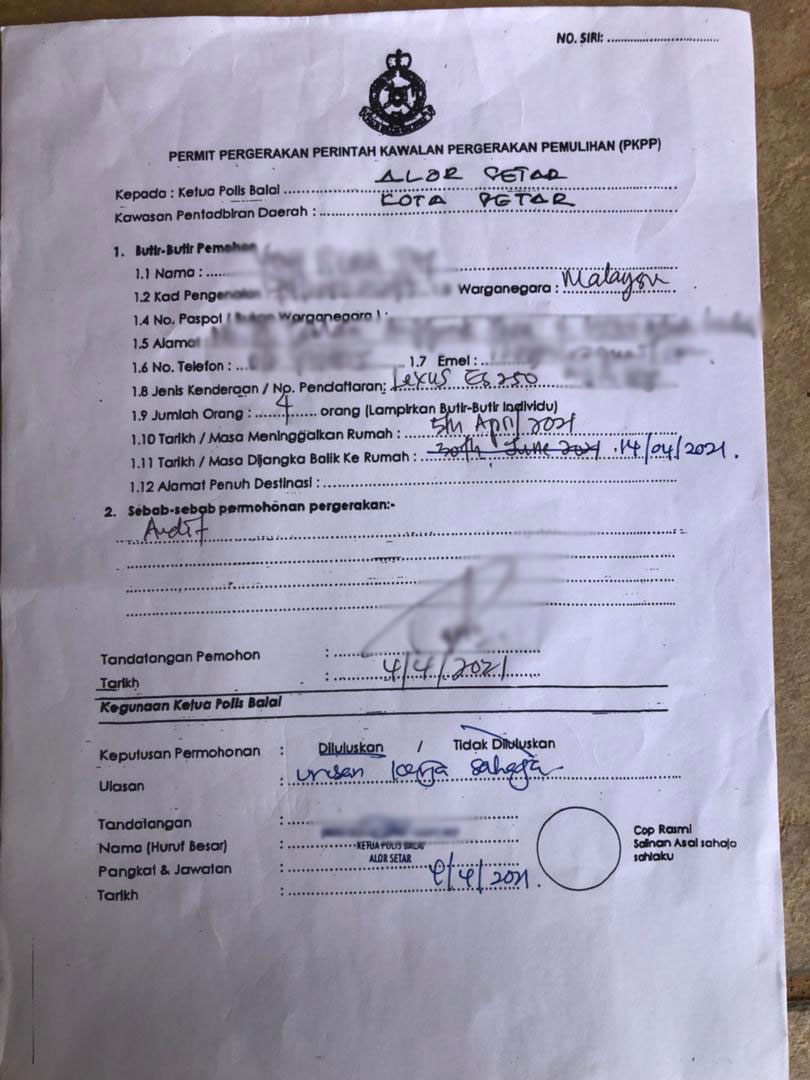 NO. SIRI: ...............................
PERMIT PERGERAKAN PERINTAH KAWALAN PERGERAKAN PEMULIHAN (PKPP)
Kepada : Ketua Polis Balai ALOR SETAR
Kawasan Pentadbiran Daerah : KOTA SETAR
1. Butir-Butir Pemohon
1.1 Nama :
1.2 Kad Pengenalan Warganegara : Malaysia
1.4 No. Paspot (Bukan Warganegara) :
1.5 Alamat
1.6 No. Telefon : 1.7 Emel :
1.8 Jenis Kenderaan / No. Pendaftaran: Lexus ES 250
1.9 Jumlah Orang : 4 orang (Lampirkan Butir-Butir Individu)
1.10 Tarikh / Masa Meninggalkan Rumah : 5th April 2021
1.11 Tarikh / Masa Dijangka Balik Ke Rumah : 30th June 2021 . 14/04/2021.
1.12 Alamat Penuh Destinasi :
2. Sebab-sebab permohonan pergerakan:-
Audit
Tandatangan Pemohon :
Tarikh : 4/4/2021
Kegunaan Ketua Polis Balai
Keputusan Permohonan : Diluluskan / Tidak Diluluskan
Ulasan : urusan kerja sahaja
Tandatangan :
Nama (Huruf Besar) : KETUA POLIS BALAI
ALOR SETAR
Pangkat & Jawatan :
Tarikh : 4/4/2021.
Cop Rasmi
Salinan Asal sahaja
sahlaku